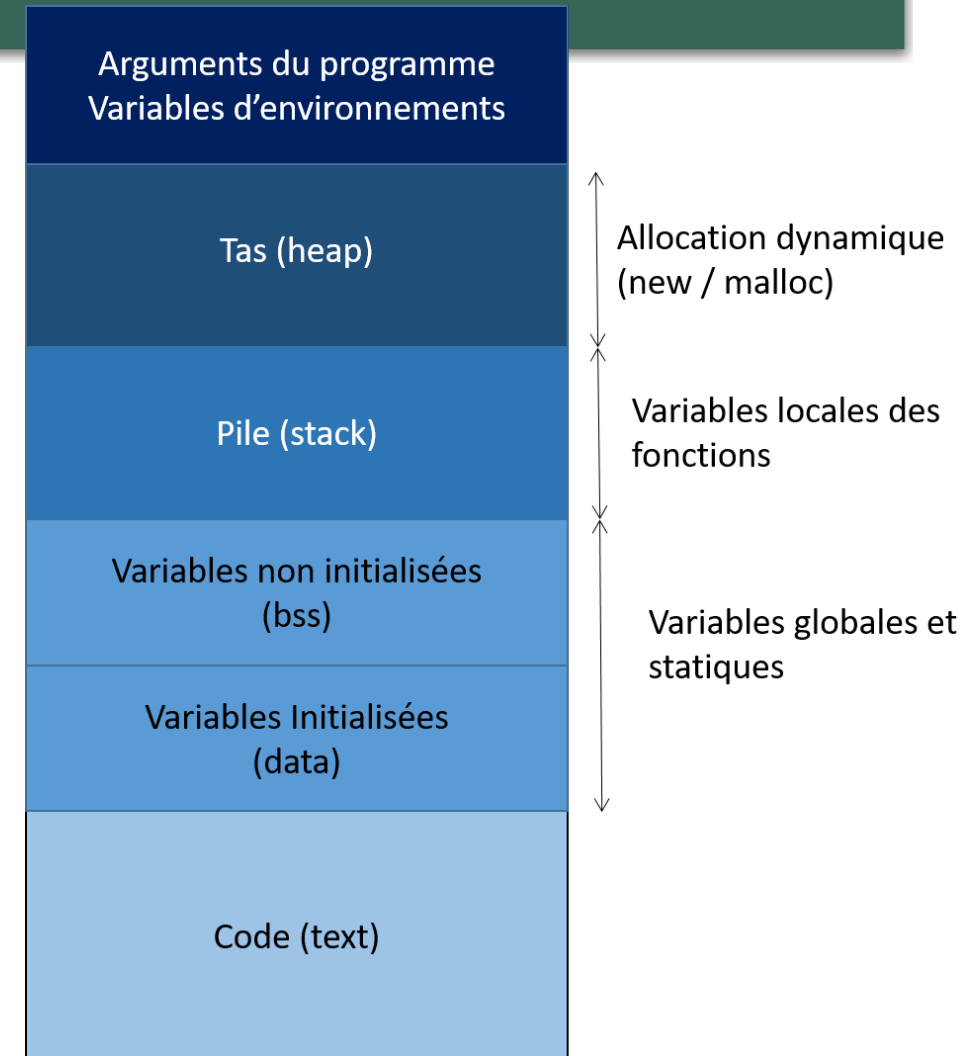 Arguments du programme
Variables d’environnements
Tas (heap)
Allocation dynamique
(new / malloc)
Pile (stack)
Variables locales des
fonctions
Variables non initialisées
(bss)
Variables globales et
statiques
Variables Initialisées
(data)
Code (text)